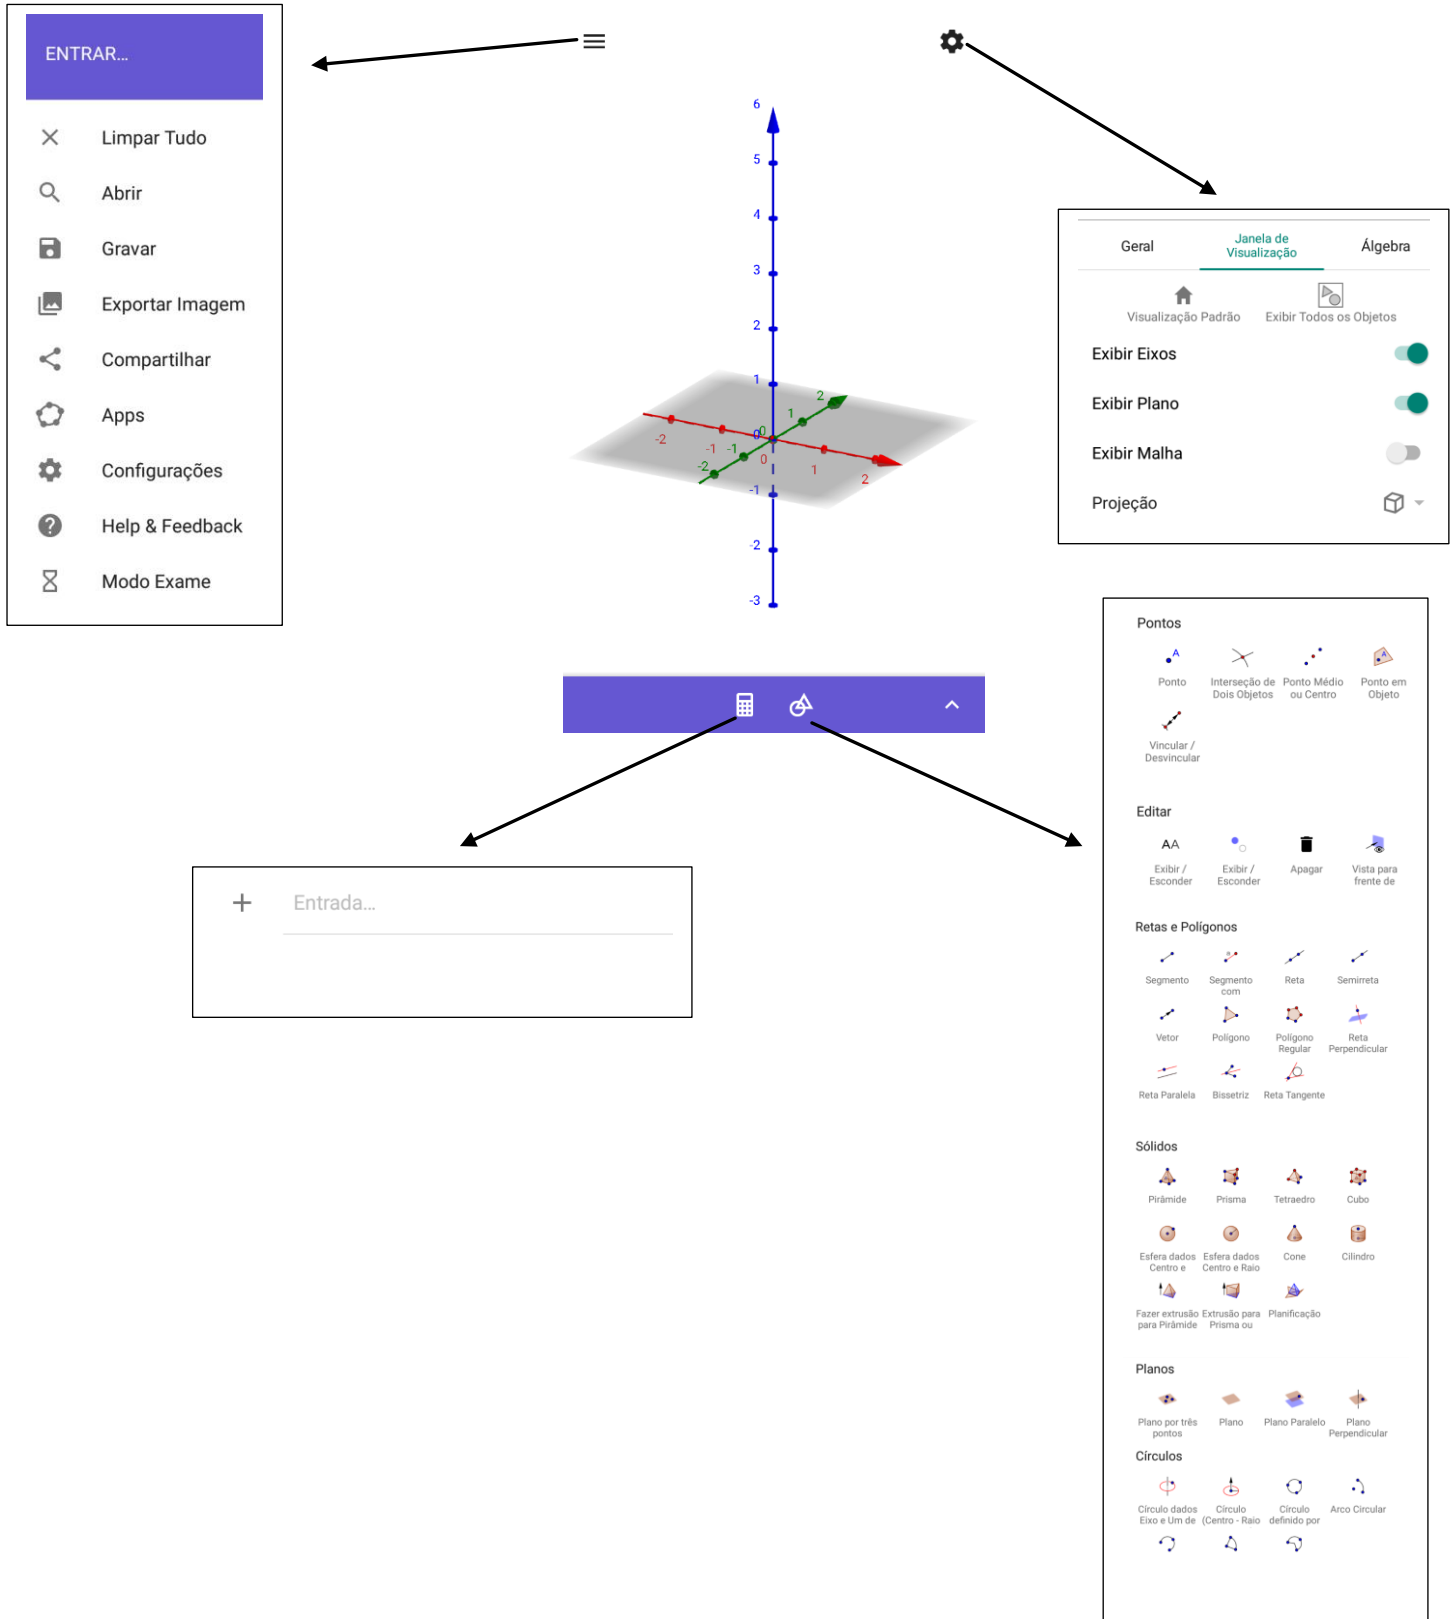 ENTRAR...
Limpar Tudo
Abrir
Gravar
Exportar Imagem
Compartilhar
Apps
Configurações
Help & Feedback
Modo Exame
6
5
4
3
2
1
0
-1
-2
-3
-2
-1
0
1
2
-2
-1
0
1
2
Geral
Janela de
Visualização
Álgebra
Visualização Padrão
Exibir Todos os Objetos
Exibir Eixos
Exibir Plano
Exibir Malha
Projeção
Entrada...
Pontos
A
A
Ponto
Interseção de
Dois Objetos
Ponto Médio
ou Centro
Ponto em
Objeto
Vincular /
Desvincular
Editar
AA
Exibir /
Esconder
Exibir /
Esconder
Apagar
Vista para
frente de
Retas e Polígonos
Segmento
Segmento
com
Reta
Semirreta
Vetor
Polígono
Polígono
Regular
Reta
Perpendicular
Reta Paralela
Bissetriz
Reta Tangente
Sólidos
Pirâmide
Prisma
Tetraedro
Cubo
Esfera dados
Centro e
Esfera dados
Centro e Raio
Cone
Cilindro
Fazer extrusão
para Pirâmide
Extrusão para
Prisma ou
Planificação
Planos
Plano por três
pontos
Plano
Plano Paralelo
Plano
Perpendicular
Círculos
Círculo dados
Eixo e Um de
Círculo
(Centro - Raio
Círculo
definido por
Arco Circular